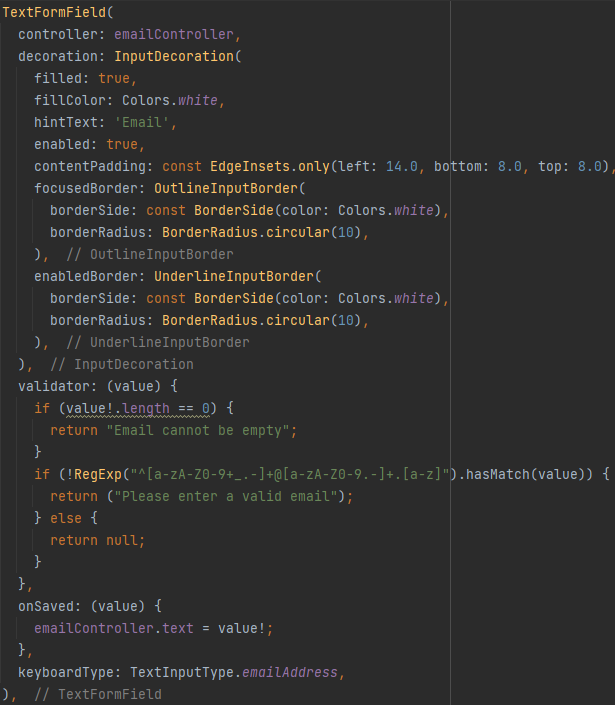 TextFormField(
  controller: emailController,
  decoration: InputDecoration(
    filled: true,
    fillColor: Colors.white,
    hintText: 'Email',
    enabled: true,
    contentPadding: const EdgeInsets.only(left: 14.0, bottom: 8.0, top: 8.0),
    focusedBorder: OutlineInputBorder(
      borderSide: const BorderSide(color: Colors.white),
      borderRadius: BorderRadius.circular(10),
    ),  // OutlineInputBorder
    enabledBorder: UnderlineInputBorder(
      borderSide: const BorderSide(color: Colors.white),
      borderRadius: BorderRadius.circular(10),
    ),  // UnderlineInputBorder
  ),  // InputDecoration
  validator: (value) {
    if (value!.length == 0) {
      return "Email cannot be empty";
    }
    if (!RegExp("^[a-zA-Z0-9+_.-]+@[a-zA-Z0-9.-]+.[a-z]").hasMatch(value)) {
      return ("Please enter a valid email");
    } else {
      return null;
    }
  },
  onSaved: (value) {
    emailController.text = value!;
  },
  keyboardType: TextInputType.emailAddress,
),  // TextFormField